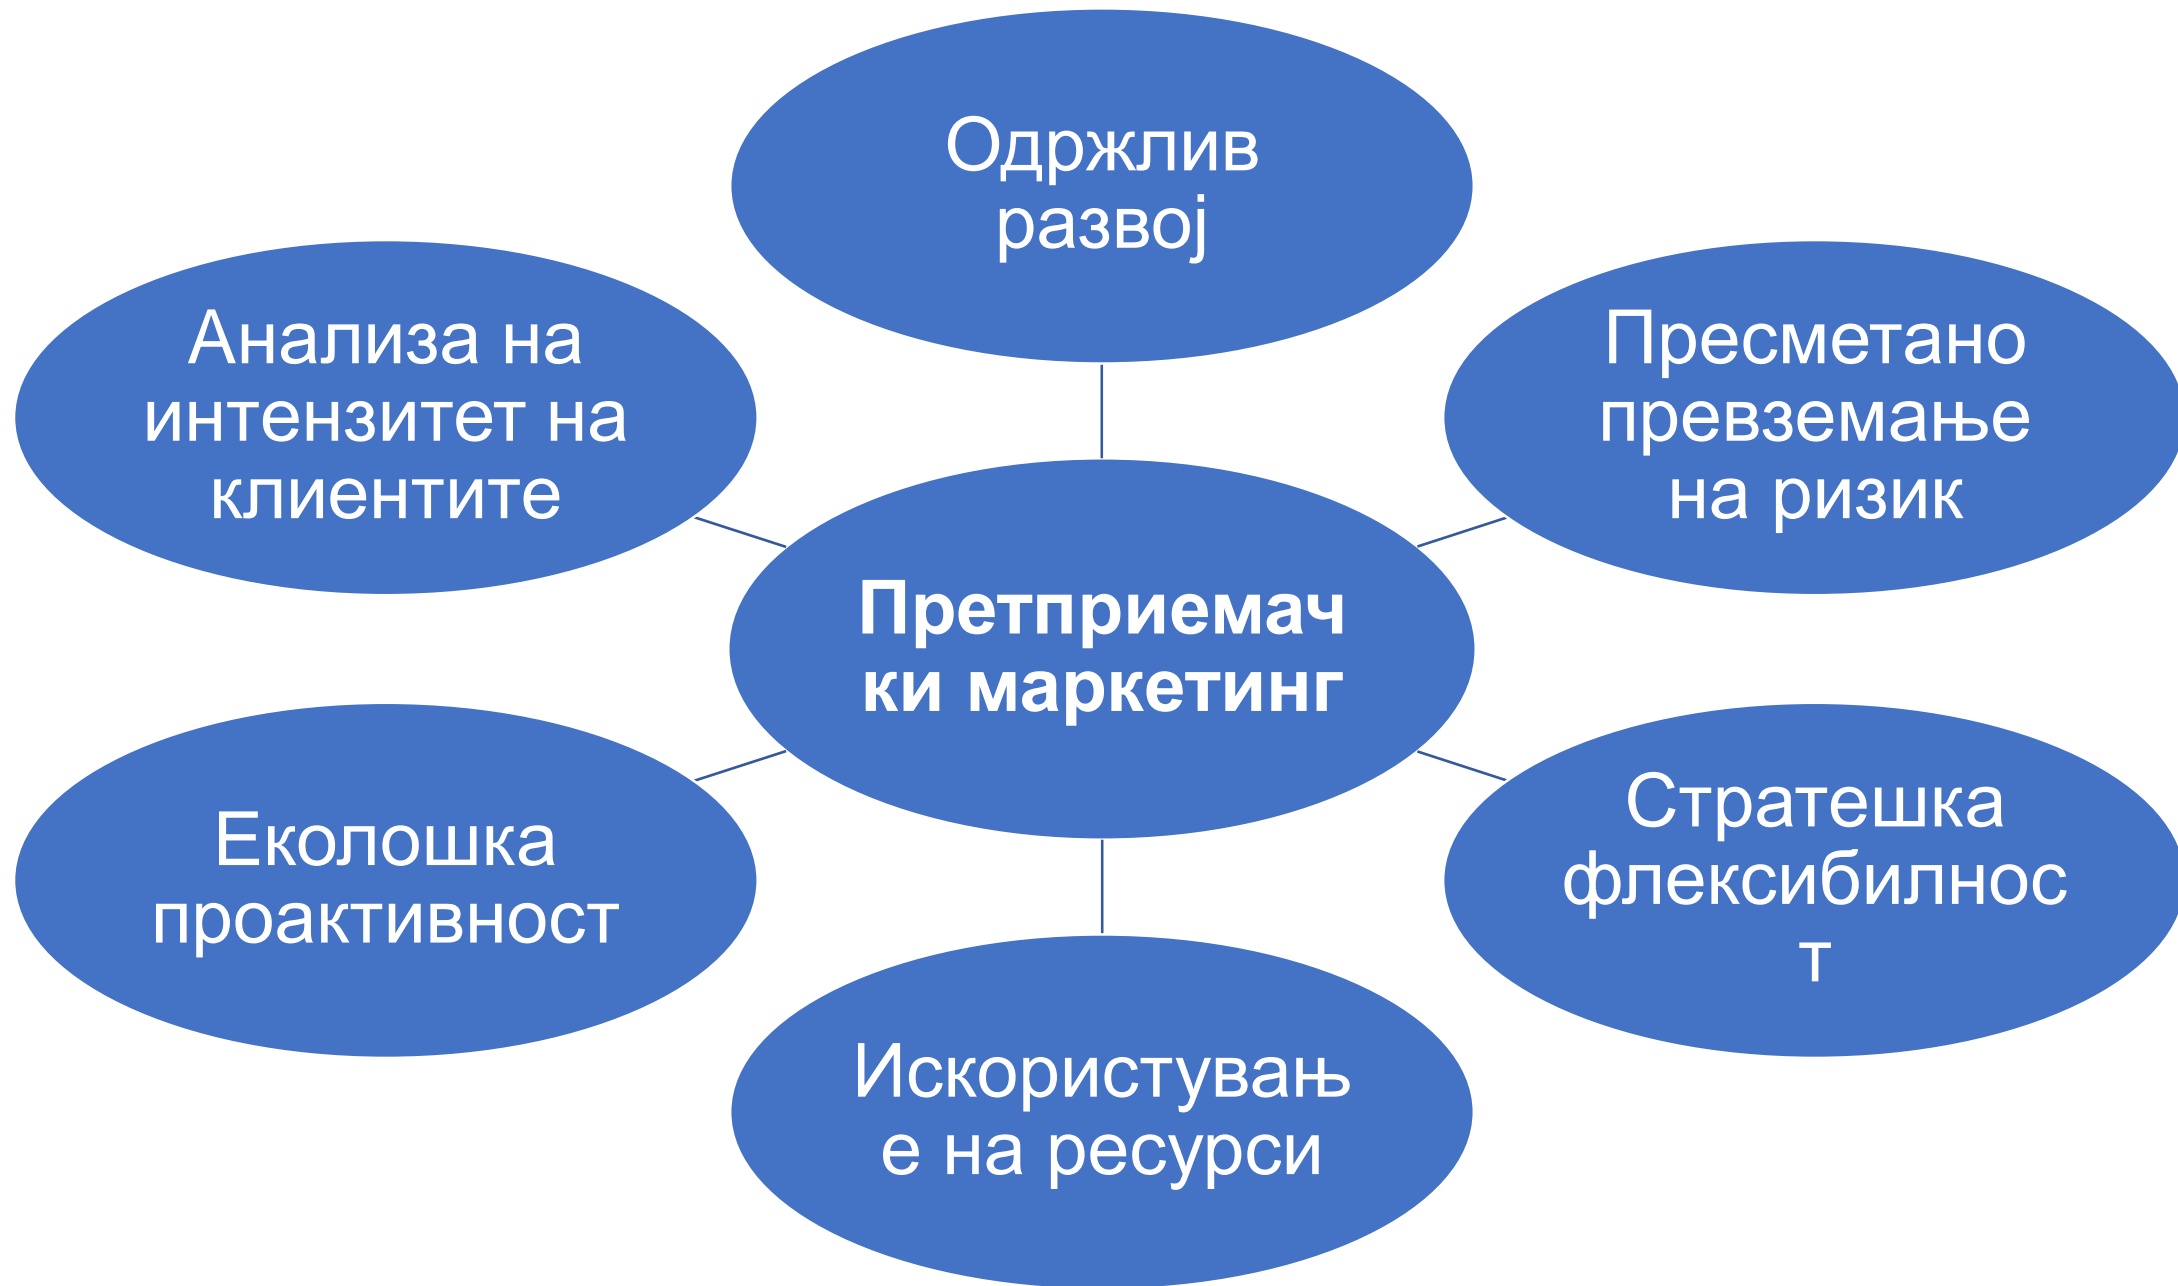 Одржлив
развој
Пресметано
превземање
на ризик
Стратешка
флексибилнос
т
Искористувањ
е на ресурси
Еколошка
проактивност
Анализа на
интензитет на
клиентите
Претприемач
ки маркетинг